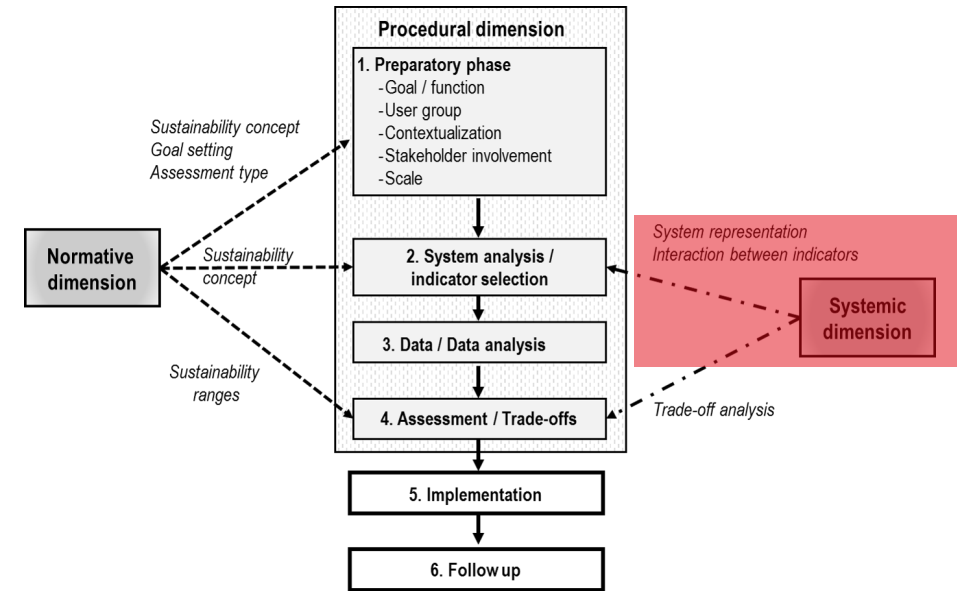 Procedural dimension
1. Preparatory phase
-Goal / function
-User group
-Contextualization
-Stakeholder involvement
-Scale
Sustainability concept
Goal setting
Assessment type
Normative
dimension
Sustainability
concept
2. System analysis /
indicator selection
System representation
Interaction between indicators
Systemic
dimension
3. Data / Data analysis
Sustainability
ranges
4. Assessment / Trade-offs
Trade-off analysis
5. Implementation
6. Follow up